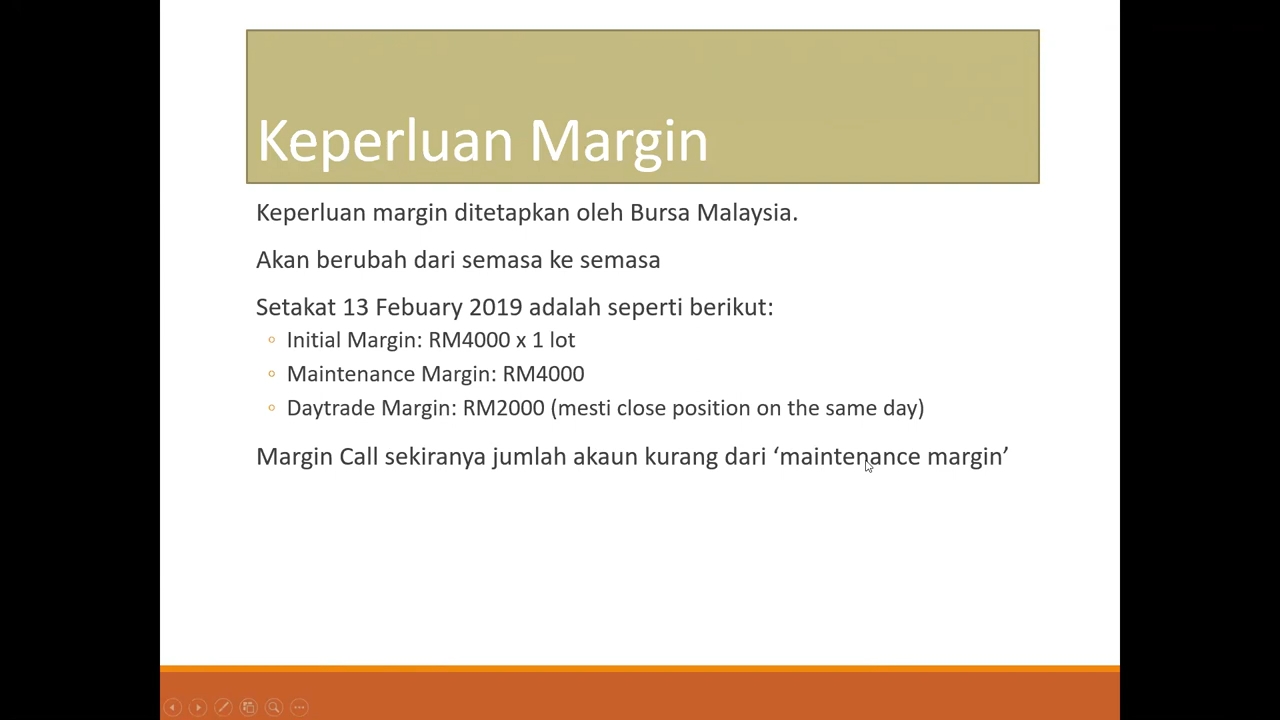 Keperluan Margin
Keperluan margin ditetapkan oleh Bursa Malaysia.
Akan berubah dari semasa ke semasa
Setakat 13 Febuary 2019 adalah seperti berikut:
Initial Margin: RM4000 x 1 lot
Maintenance Margin: RM4000
Daytrade Margin: RM2000 (mesti close position on the same day)
Margin Call sekiranya jumlah akaun kurang dari ‘maintenance margin’